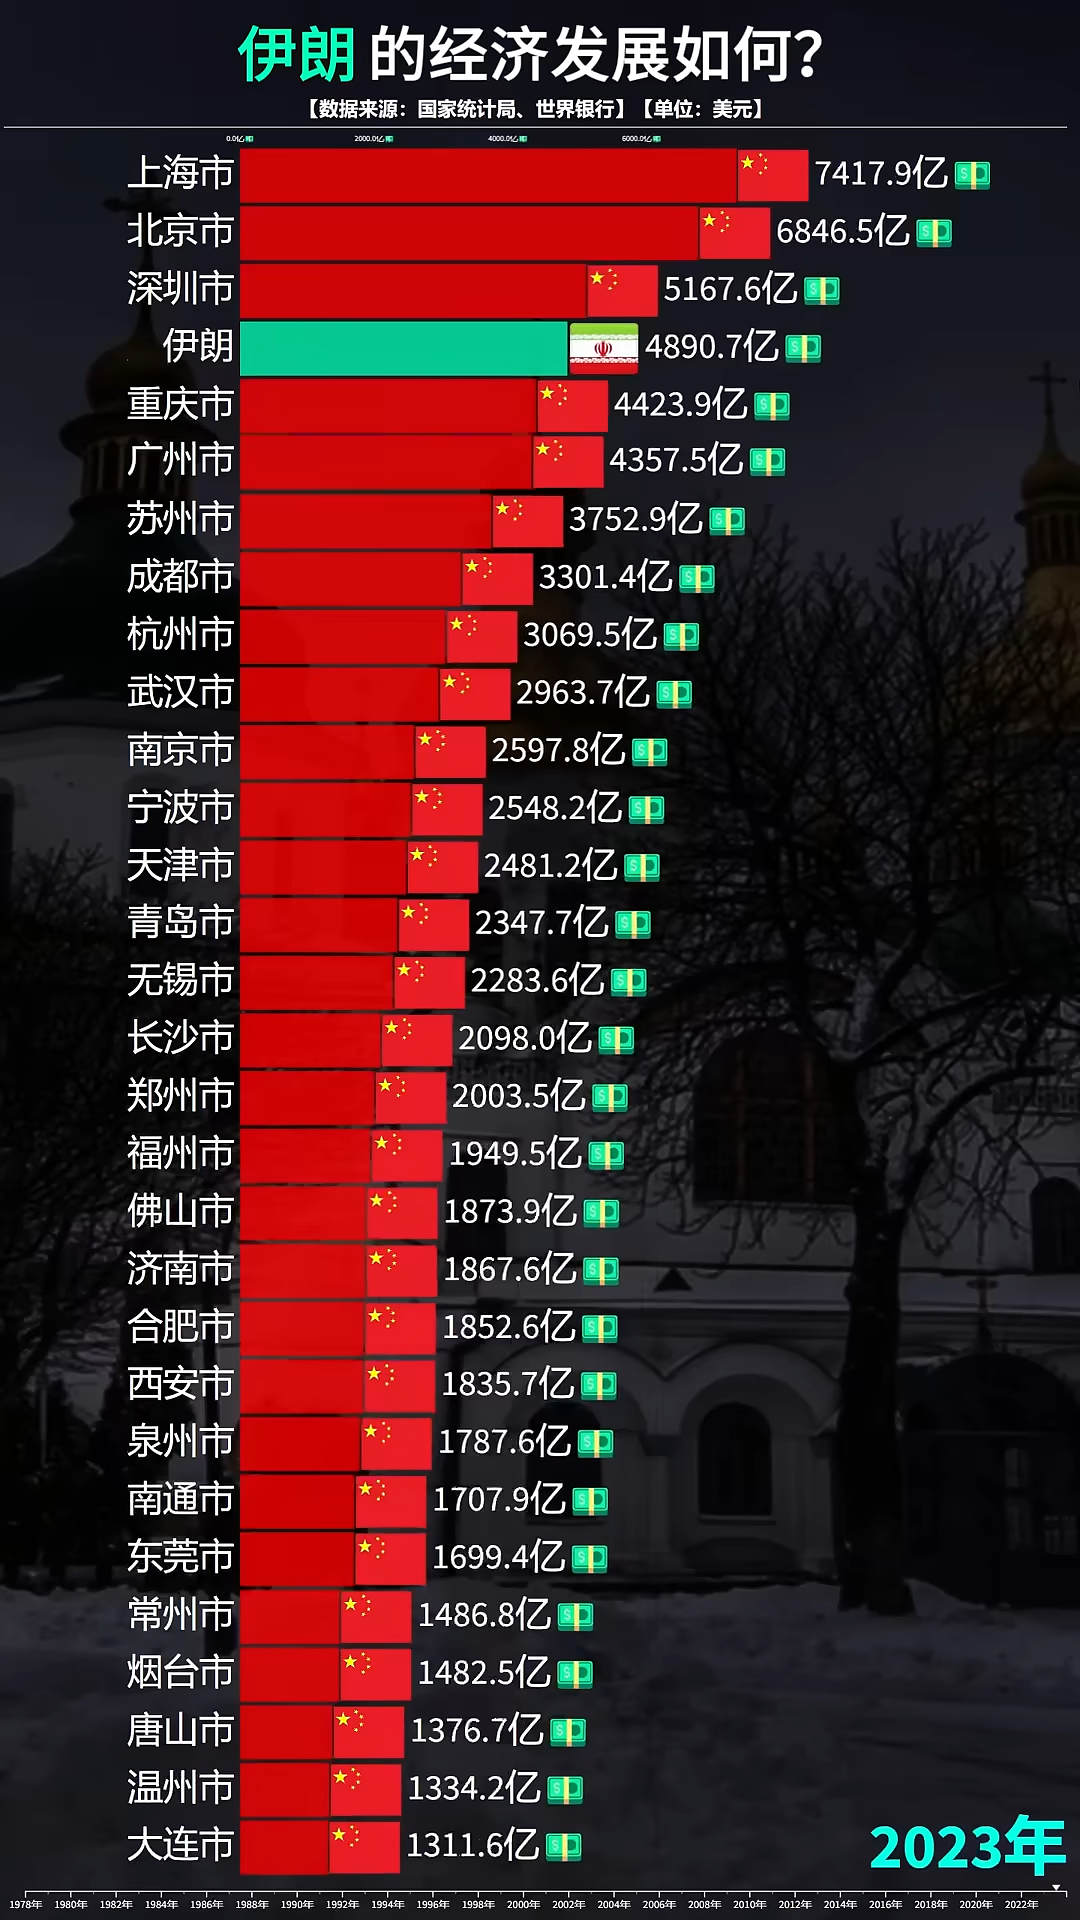 伊朗的经济发展如何？
【数据来源：国家统计局、世界银行】【单位：美元】
0.0亿 2000.0亿 4000.0亿 6000.0亿
上海市 7417.9亿
北京市 6846.5亿
深圳市 5167.6亿
伊朗 4890.7亿
重庆市 4423.9亿
广州市 4357.5亿
苏州市 3752.9亿
成都市 3301.4亿
杭州市 3069.5亿
武汉市 2963.7亿
南京市 2597.8亿
宁波市 2548.2亿
天津市 2481.2亿
青岛市 2347.7亿
无锡市 2283.6亿
长沙市 2098.0亿
郑州市 2003.5亿
福州市 1949.5亿
佛山市 1873.9亿
济南市 1867.6亿
合肥市 1852.6亿
西安市 1835.7亿
泉州市 1787.6亿
南通市 1707.9亿
东莞市 1699.4亿
常州市 1486.8亿
烟台市 1482.5亿
唐山市 1376.7亿
温州市 1334.2亿
大连市 1311.6亿
2023年
1978年 1980年 1982年 1984年 1986年 1988年 1990年 1992年 1994年 1996年 1998年 2000年 2002年 2004年 2006年 2008年 2010年 2012年 2014年 2016年 2018年 2020年 2022年